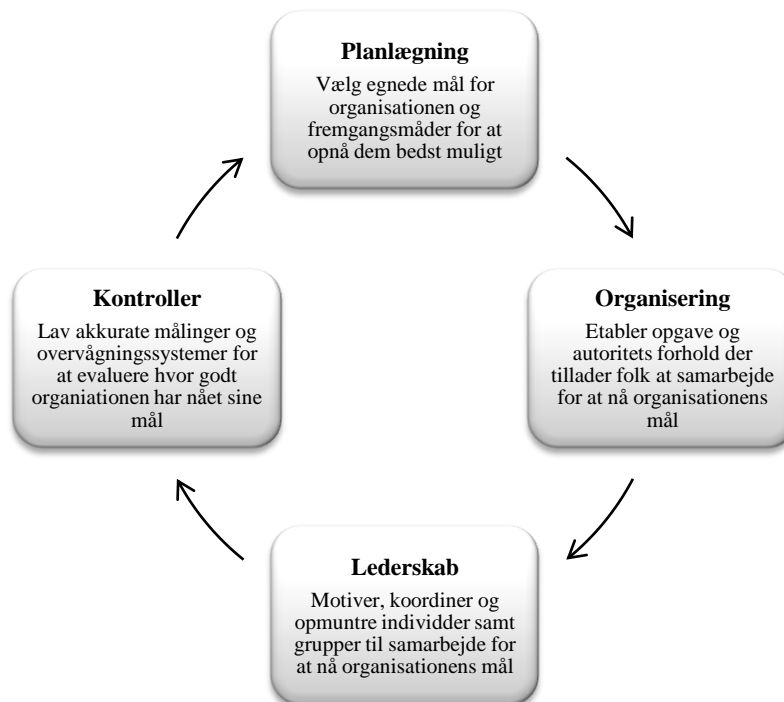 Planlægning
Vælg egnede mål for
organisationen og
fremgangsmåder for at
opnå dem bedst muligt
Organisering
Etabler opgave og
autoritets forhold der
tillader folk at samarbejde
for at nå organisationens
mål
Lederskab
Motiver, koordiner og
opmuntre individder samt
grupper til samarbejde for
at nå organisationens mål
Kontroller
Lav akkurate målinger og
overvågningssystemer for
at evaluere hvor godt
organiationen har nået sine
mål